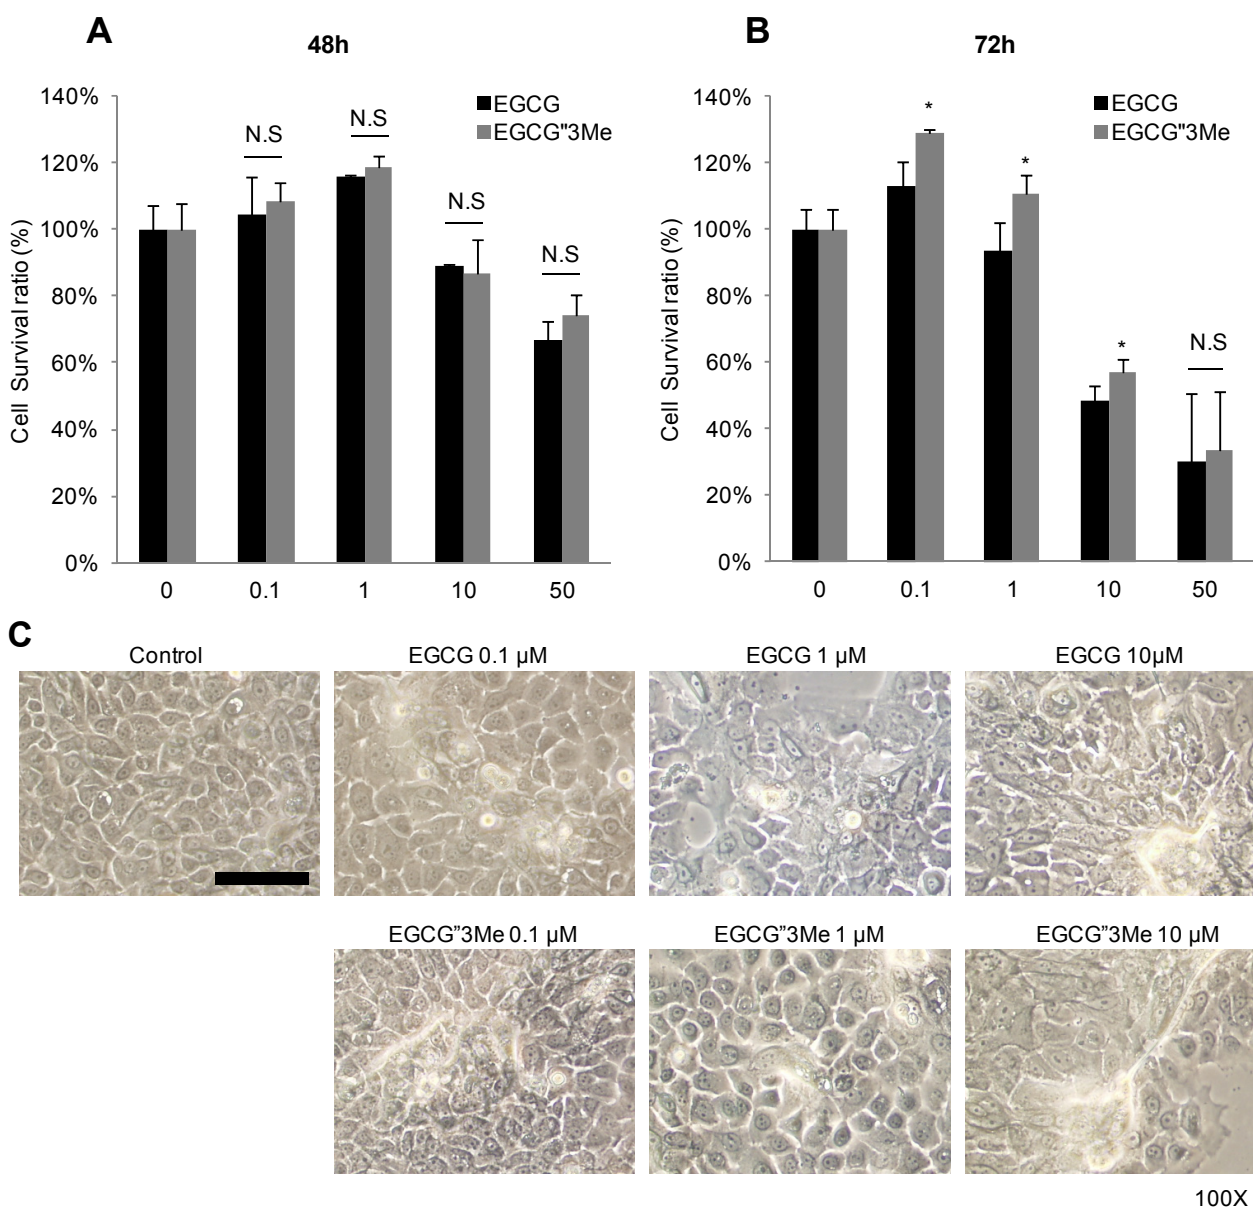 A
48h
140%
120%
100%
80%
60%
40%
20%
0%
Cell Survival ratio (%)
EGCG
EGCG"3Me
N.S
N.S
N.S
N.S
0 0.1 1 10 50
B
72h
140%
120%
100%
80%
60%
40%
20%
0%
Cell Survival ratio (%)
EGCG
EGCG"3Me
*
*
*
N.S
0 0.1 1 10 50
C
Control
EGCG 0.1 µM
EGCG 1 µM
EGCG 10µM
EGCG”3Me 0.1 µM
EGCG”3Me 1 µM
EGCG”3Me 10 µM
100X